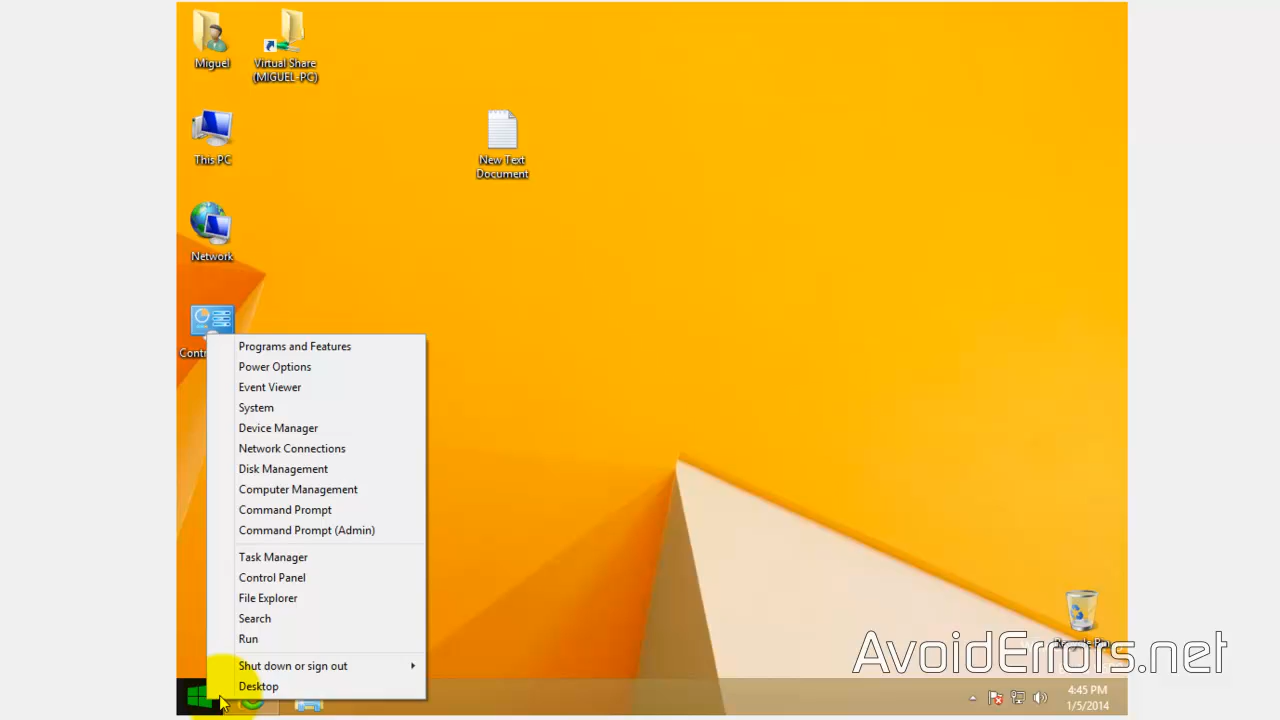 Miguel
Virtual Share
(MIGUEL-PC)
This PC
New Text
Document
Network
Programs and Features
Power Options
Event Viewer
System
Device Manager
Network Connections
Disk Management
Computer Management
Command Prompt
Command Prompt (Admin)
Task Manager
Control Panel
File Explorer
Search
Run
Shut down or sign out
Desktop
AvoidErrors.net
4:45 PM
1/5/2014